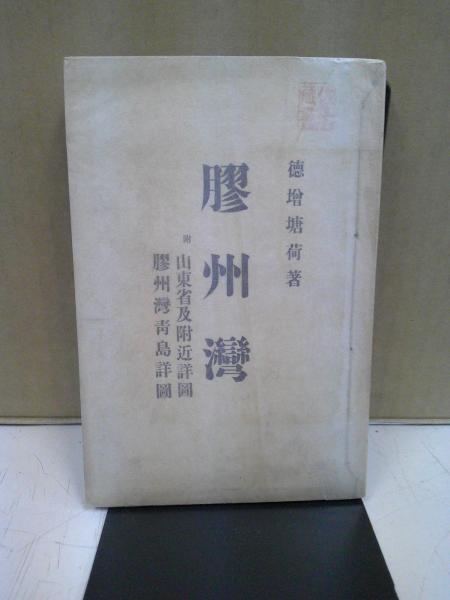 德增塘荷著
膠州灣
附
山東省及附近詳圖
膠州灣青島詳圖